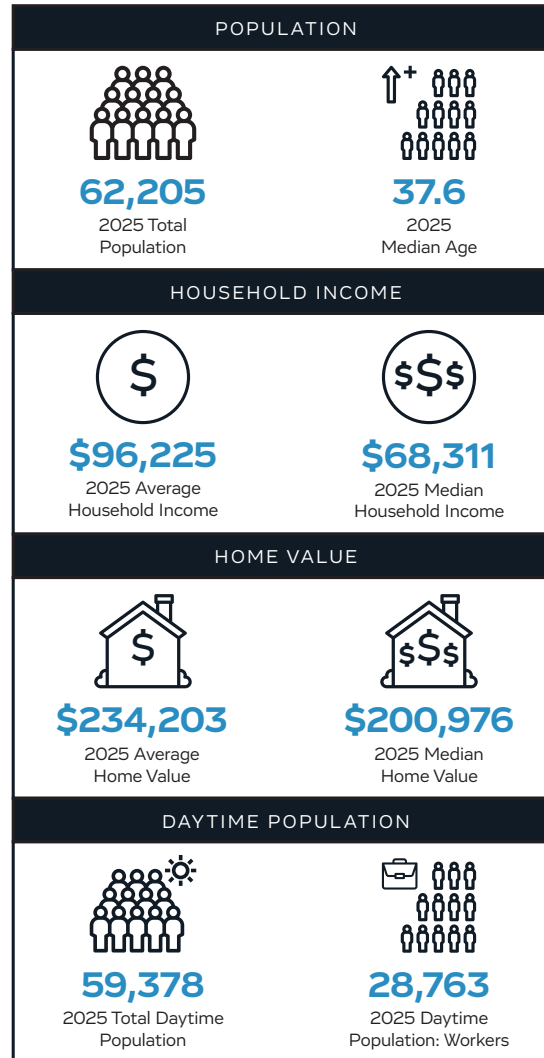 POPULATION
62,205
2025 Total
Population
37.6
2025
Median Age
HOUSEHOLD INCOME
$
$96,225
2025 Average
Household Income
$$$
$68,311
2025 Median
Household Income
HOME VALUE
$
$234,203
2025 Average
Home Value
$$$
$200,976
2025 Median
Home Value
DAYTIME POPULATION
59,378
2025 Total Daytime
Population
28,763
2025 Daytime
Population: Workers